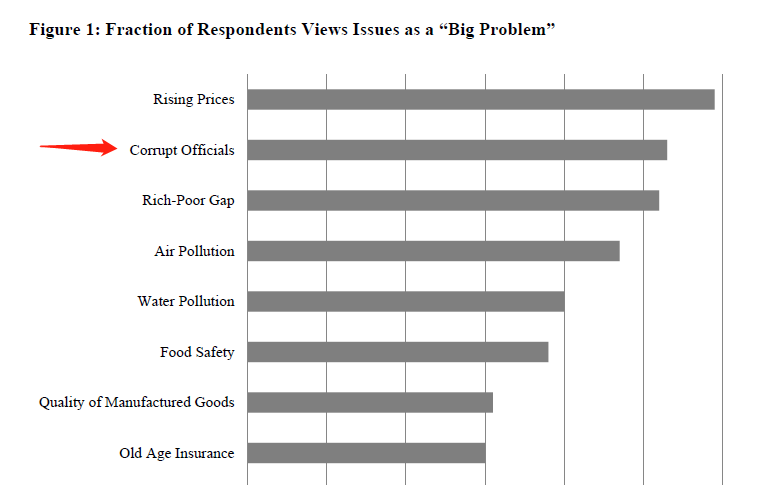 Figure 1: Fraction of Respondents Views Issues as a “Big Problem”
Rising Prices
Corrupt Officials
Rich-Poor Gap
Air Pollution
Water Pollution
Food Safety
Quality of Manufactured Goods
Old Age Insurance